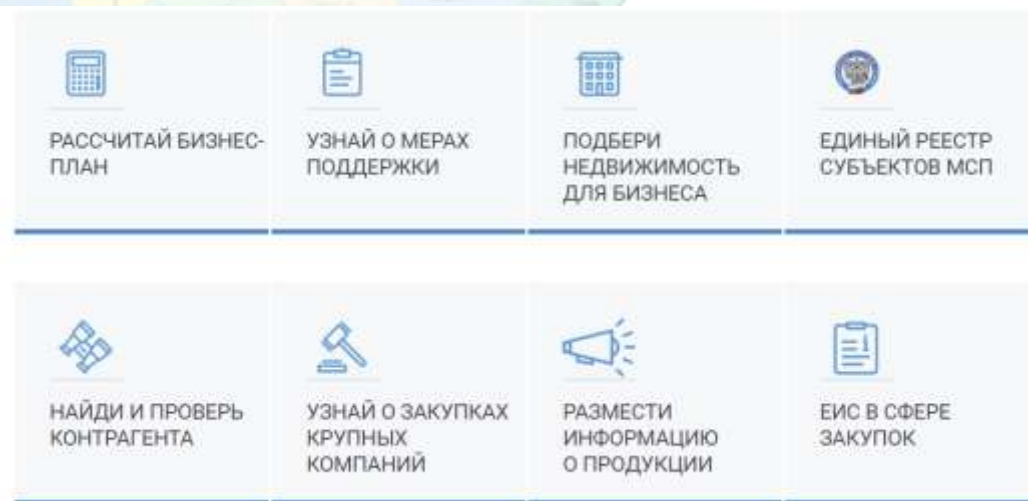 РАССЧИТАЙ БИЗНЕС-
ПЛАН
УЗНАЙ О МЕРАХ
ПОДДЕРЖКИ
ПОДБЕРИ
НЕДВИЖИМОСТЬ
ДЛЯ БИЗНЕСА
ЕДИНЫЙ РЕЕСТР
СУБЪЕКТОВ МСП
НАЙДИ И ПРОВЕРЬ
КОНТРАГЕНТА
УЗНАЙ О ЗАКУПКАХ
КРУПНЫХ
КОМПАНИЙ
РАЗМЕСТИ
ИНФОРМАЦИЮ
О ПРОДУКЦИИ
ЕИС В СФЕРЕ
ЗАКУПОК